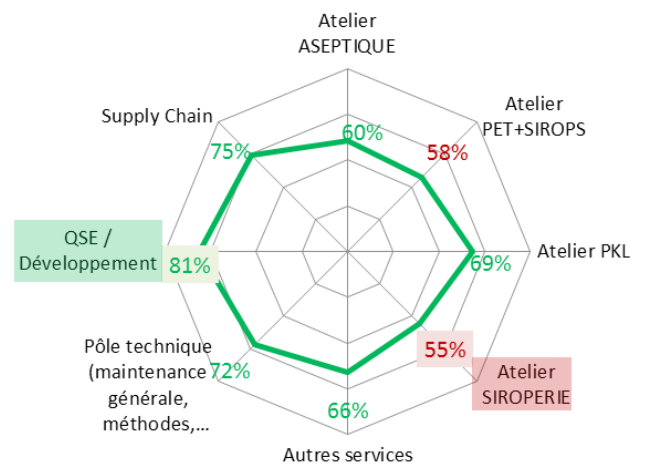 Atelier
ASEPTIQUE
60%
Atelier
PET+SIROPS
58%
Atelier PKL
69%
Atelier
SIROPERIE
55%
Autres services
66%
Pôle technique
(maintenance
générale,
méthodes,...
72%
QSE /
Développement
81%
Supply Chain
75%